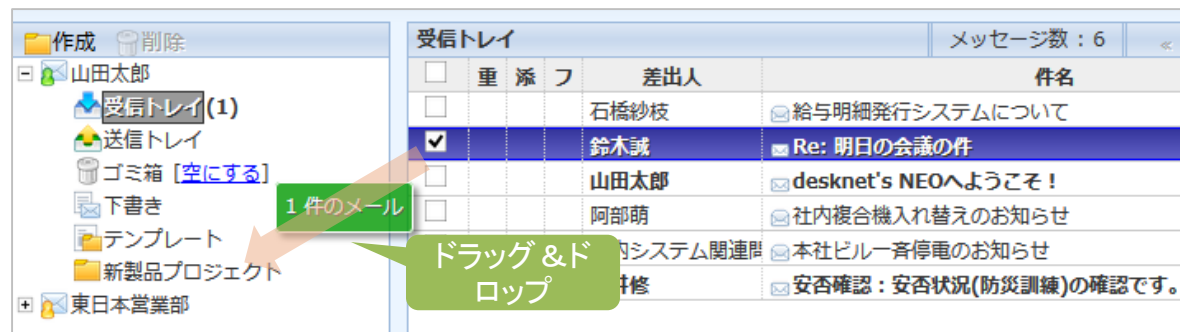 作成 削除
山田太郎
受信トレイ(1)
送信トレイ
ゴミ箱 [空にする]
下書き
テンプレート
新製品プロジェクト
東日本営業部
1 件のメール
ドラッグ &ド
ロップ
受信トレイ メッセージ数：6 «
重 添 フ 差出人 件名
石橋紗枝 給与明細発行システムについて
鈴木誠 Re: 明日の会議の件
山田太郎 desknet's NEOへようこそ！
阿部萌 社内複合機入れ替えのお知らせ
内システム関連 本社ビル一斉停電のお知らせ
修 安否確認：安否状況(防災訓練)の確認です。